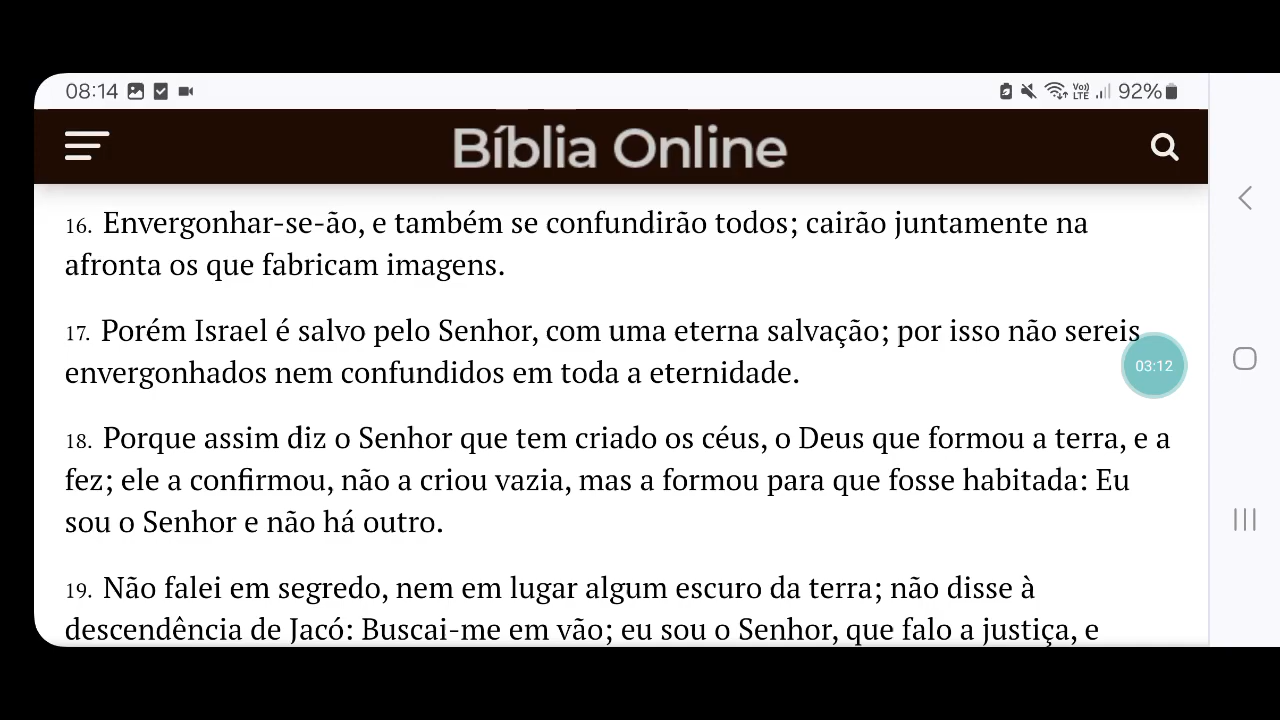 08:14 Vo)) LTE 92%
Bíblia Online
16. Envergonhar-se-ão, e também se confundirão todos; cairão juntamente na
afronta os que fabricam imagens.
17. Porém Israel é salvo pelo Senhor, com uma eterna salvação; por isso não sereis
envergonhados nem confundidos em toda a eternidade.
03:12
18. Porque assim diz o Senhor que tem criado os céus, o Deus que formou a terra, e a
fez; ele a confirmou, não a criou vazia, mas a formou para que fosse habitada: Eu
sou o Senhor e não há outro.
19. Não falei em segredo, nem em lugar algum escuro da terra; não disse à
descendência de Jacó: Buscai-me em vão; eu sou o Senhor, que falo a justiça, e